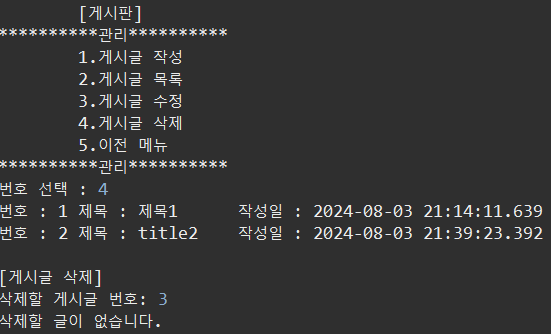 [게시판]
**********관리**********
1.게시글 작성
2.게시글 목록
3.게시글 수정
4.게시글 삭제
5.이전 메뉴
**********관리**********
번호 선택 : 4
번호 : 1 제목 : 제목1 작성일 : 2024-08-03 21:14:11.639
번호 : 2 제목 : title2 작성일 : 2024-08-03 21:39:23.392
[게시글 삭제]
삭제할 게시글 번호: 3
삭제할 글이 없습니다.